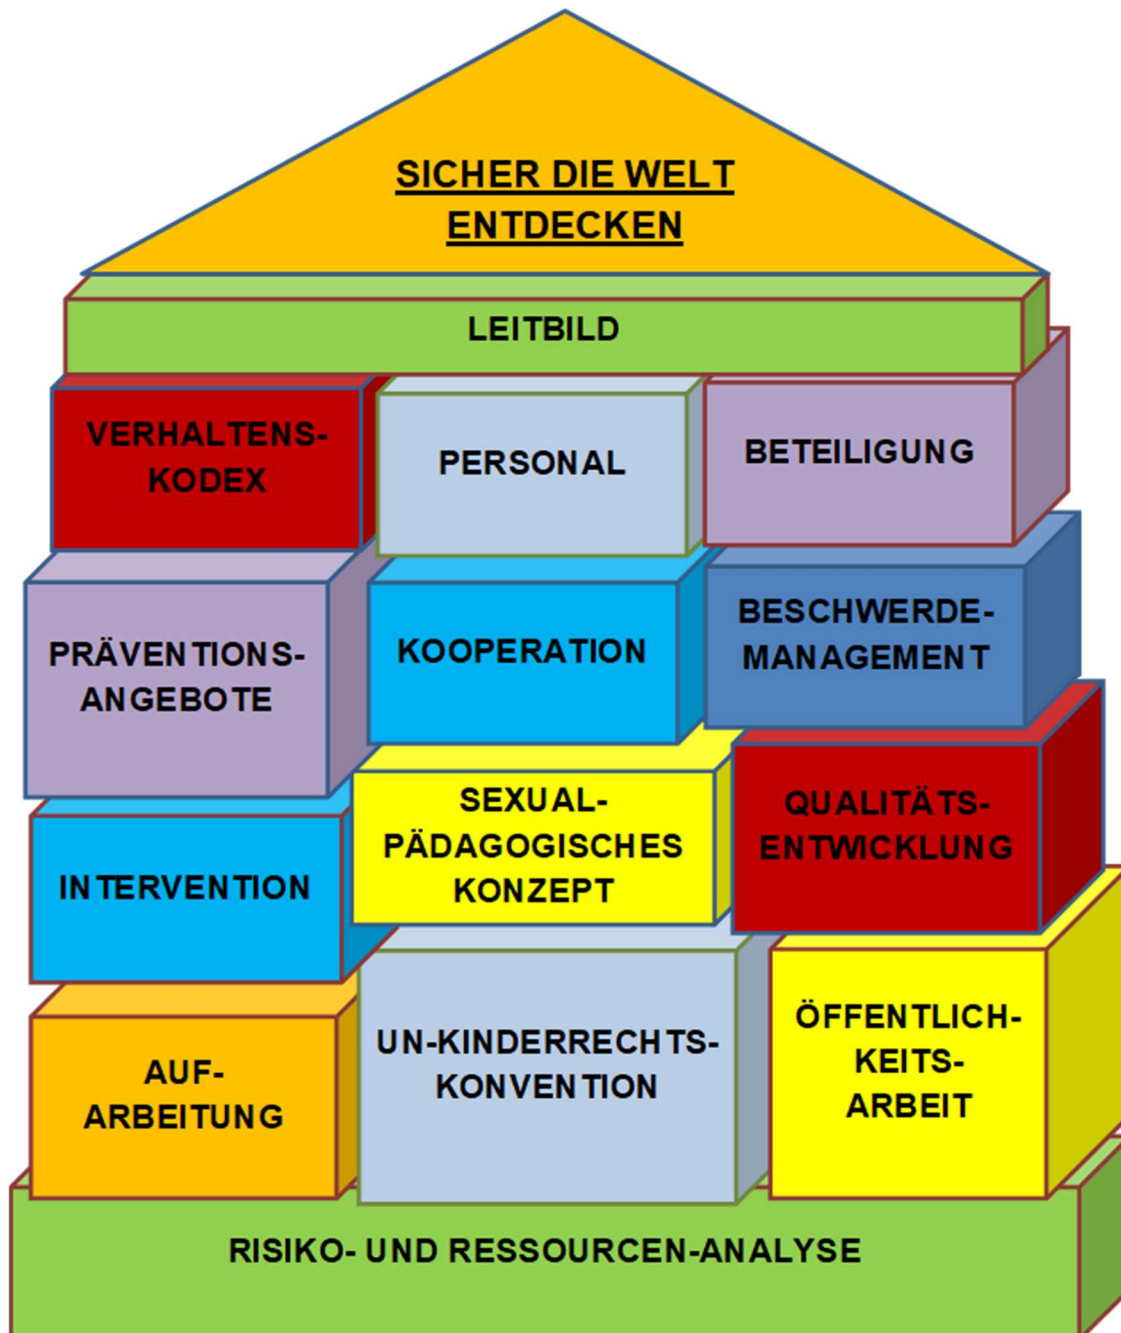 SICHER DIE WELT
ENTDECKEN
LEITBILD
VERHALTENS-
KODEX
PERSONAL
BETEILIGUNG
PRÄVENTIONS-
ANGEBOTE
KOOPERATION
BESCHWERDE-
MANAGEMENT
INTERVENTION
SEXUAL-
PÄDAGOGISCHES
KONZEPT
QUALITÄTS-
ENTWICKLUNG
AUF-
ARBEITUNG
UN-KINDERRECHTS-
KONVENTION
ÖFFENTLICH-
KEITS-
ARBEIT
RISIKO- UND RESSOURCEN-ANALYSE